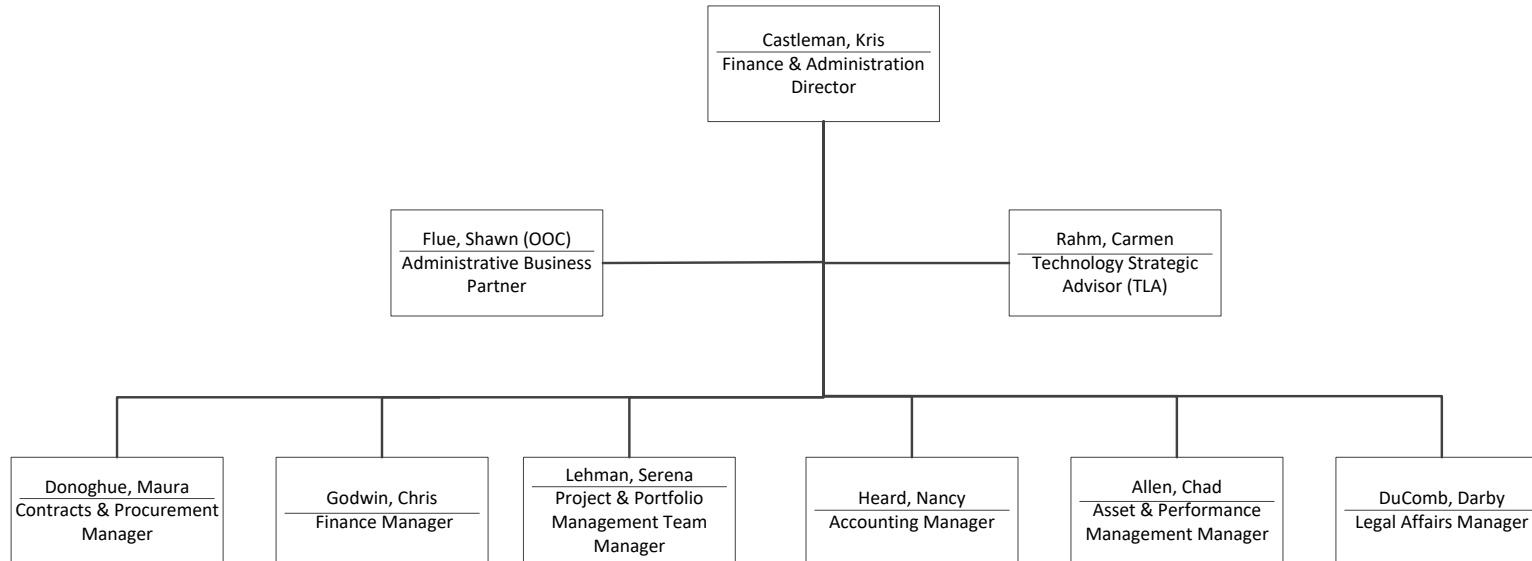 Castleman, Kris
Finance & Administration
Director
Flue, Shawn (OOC)
Administrative Business
Partner
Rahm, Carmen
Technology Strategic
Advisor (TLA)
Donoghue, Maura
Contracts & Procurement
Manager
Godwin, Chris
Finance Manager
Lehman, Serena
Project & Portfolio
Management Team
Manager
Heard, Nancy
Accounting Manager
Allen, Chad
Asset & Performance
Management Manager
DuComb, Darby
Legal Affairs Manager